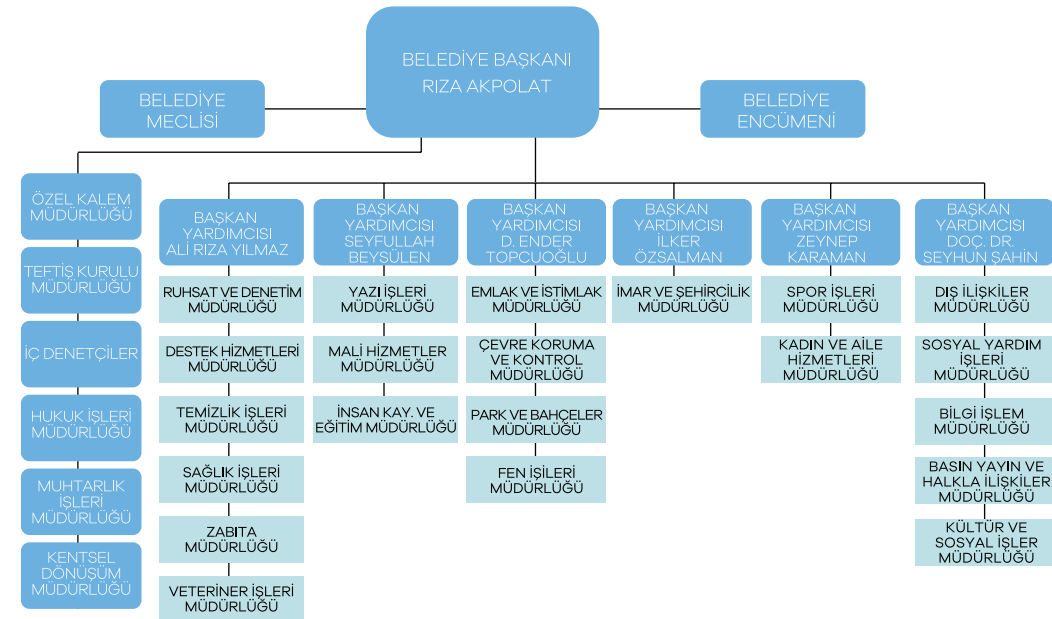 BELEDİYE BAŞKANI
RIZA AKPOLAT
BELEDİYE
MECLİSİ
BELEDİYE
ENCÜMENİ
ÖZEL KALEM
MÜDÜRLÜĞÜ
TEFTİŞ KURULU
MÜDÜRLÜĞÜ
İÇ DENETÇİLER
HUKUK İŞLERİ
MÜDÜRLÜĞÜ
MUHTARLIK
İŞLERİ
MÜDÜRLÜĞÜ
KENTSEL
DÖNÜŞÜM
MÜDÜRLÜĞÜ
BAŞKAN
YARDIMCISI
ALİ RIZA YILMAZ
RUHSAT VE DENETİM
MÜDÜRLÜĞÜ
DESTEK HİZMETLERİ
MÜDÜRLÜĞÜ
TEMİZLİK İŞLERİ
MÜDÜRLÜĞÜ
SAĞLIK İŞLERİ
MÜDÜRLÜĞÜ
ZABITA
MÜDÜRLÜĞÜ
VETERİNER İŞLERİ
MÜDÜRLÜĞÜ
BAŞKAN
YARDIMCISI
SEYFULLAH
BEYSÜLEN
YAZI İŞLERİ
MÜDÜRLÜĞÜ
MALİ HİZMETLER
MÜDÜRLÜĞÜ
İNSAN KAY. VE
EĞİTİM MÜDÜRLÜĞÜ
BAŞKAN
YARDIMCISI
D. ENDER
TOPCUOĞLU
EMLAK VE İSTİMLAK
MÜDÜRLÜĞÜ
ÇEVRE KORUMA
VE KONTROL
MÜDÜRLÜĞÜ
PARK VE BAHÇELER
MÜDÜRLÜĞÜ
FEN İŞİLERİ
MÜDÜRLÜĞÜ
BAŞKAN
YARDIMCISI
İLKER
ÖZSALMAN
İMAR VE ŞEHİRCİLİK
MÜDÜRLÜĞÜ
BAŞKAN
YARDIMCISI
ZEYNEP
KARAMAN
SPOR İŞLERİ
MÜDÜRLÜĞÜ
KADIN VE AİLE
HİZMETLERİ
MÜDÜRLÜĞÜ
BAŞKAN
YARDIMCISI
DOÇ. DR.
SEYHUN ŞAHİN
DIŞ İLİŞKİLER
MÜDÜRLÜĞÜ
SOSYAL YARDIM
İŞLERİ
MÜDÜRLÜĞÜ
BİLGİ İŞLEM
MÜDÜRLÜĞÜ
BASIN YAYIN VE
HALKLA İLİŞKİLER
MÜDÜRLÜĞÜ
KÜLTÜR VE
SOSYAL İŞLER
MÜDÜRLÜĞÜ